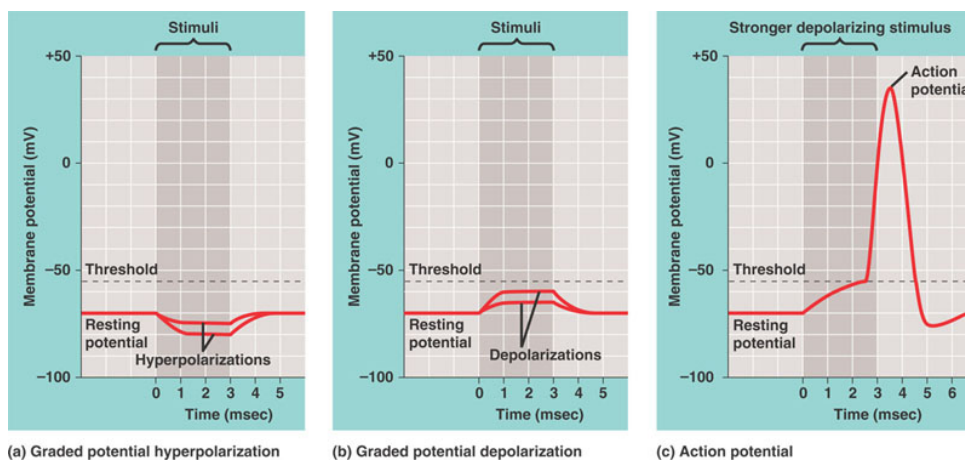 Stimuli
+50
0
−50
−100
Membrane potential (mV)
Threshold
Resting
potential
Hyperpolarizations
0 1 2 3 4 5
Time (msec)
(a) Graded potential hyperpolarization
Stimuli
+50
0
−50
−100
Membrane potential (mV)
Threshold
Resting
potential
Depolarizations
0 1 2 3 4 5
Time (msec)
(b) Graded potential depolarization
Stronger depolarizing stimulus
+50
0
−50
−100
Membrane potential (mV)
Action
potentia
Threshold
Resting
potential
0 1 2 3 4 5 6
Time (msec)
(c) Action potential